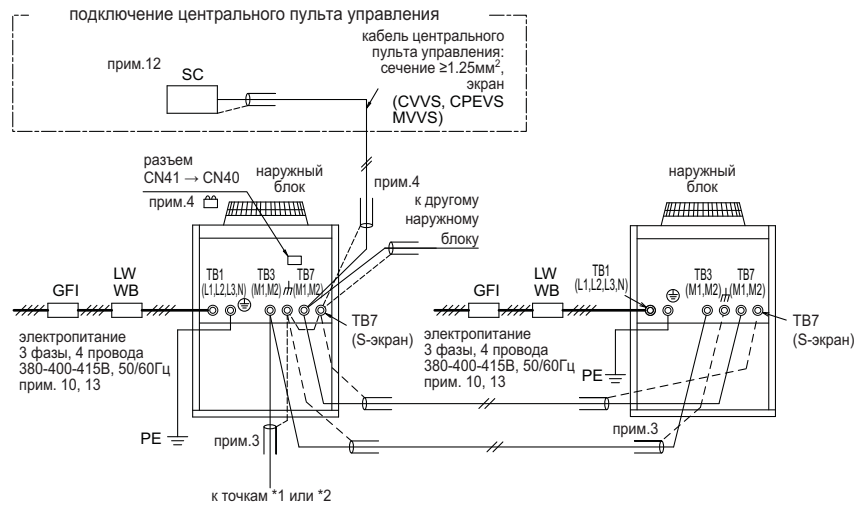 подключение центрального пульта управления
кабель центрального
пульта управления:
сечение ≥1.25мм²,
экран
(CVVS, CPEVS
MVVS)
прим.12
SC
разъем
CN41 → CN40
прим.4
наружный
блок
прим.4
к другому
наружному
блоку
наружный
блок
GFI
LW
WB
TB1
(L1,L2,L3,N)
TB3
(M1,M2)
TB7
(M1,M2)
TB7
(S-экран)
электропитание
3 фазы, 4 провода
380-400-415В, 50/60Гц
прим. 10, 13
PE
GFI
LW
WB
TB1
(L1,L2,L3,N)
TB3
(M1,M2)
TB7
(M1,M2)
TB7
(S-экран)
электропитание
3 фазы, 4 провода
380-400-415В, 50/60Гц
прим. 10, 13
PE
прим.3
прим.3
к точкам *1 или *2